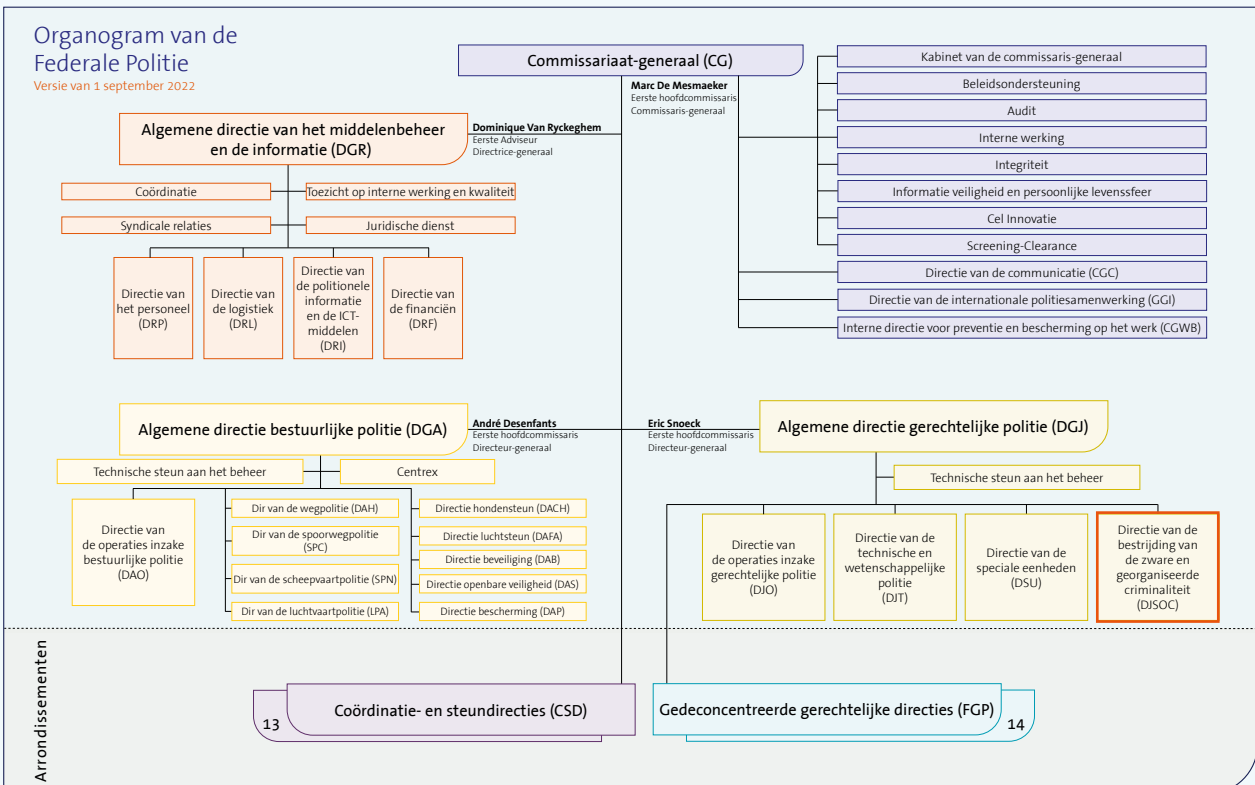 Organogram van de
Federale Politie
Versie van 1 september 2022
Commissariaat-generaal (CG)
Marc De Mesmaeker
Eerste hoofdcommissaris
Commissaris-generaal
Kabinet van de commissaris-generaal
Beleidsondersteuning
Audit
Interne werking
Integriteit
Informatie veiligheid en persoonlijke levenssfeer
Cel Innovatie
Screening-Clearance
Directie van de communicatie (CGC)
Directie van de internationale politiesamenwerking (GGI)
Interne directie voor preventie en bescherming op het werk (CGWB)
Algemene directie van het middelenbeheer
en de informatie (DGR)
Dominique Van Ryckeghem
Eerste Adviseur
Directrice-generaal
Coördinatie
Toezicht op interne werking en kwaliteit
Syndicale relaties
Juridische dienst
Directie van
het personeel
(DRP)
Directie van
de logistiek
(DRL)
Directie van
de politionele
informatie
en de ICT-
middelen
(DRI)
Directie van
de financiën
(DRF)
Algemene directie bestuurlijke politie (DGA)
André Desenfants
Eerste hoofdcommissaris
Directeur-generaal
Technische steun aan het beheer
Centrex
Directie van
de operaties inzake
bestuurlijke politie
(DAO)
Dir van de wegpolitie (DAH)
Dir van de spoorwegpolitie
(SPC)
Dir van de scheepvaartpolitie (SPN)
Dir van de luchtvaartpolitie (LPA)
Directie hondensteun (DACH)
Directie luchtsteun (DAFA)
Directie beveiliging (DAB)
Directie openbare veiligheid (DAS)
Directie bescherming (DAP)
Eric Snoeck
Eerste hoofdcommissaris
Directeur-generaal
Algemene directie gerechtelijke politie (DGJ)
Technische steun aan het beheer
Directie van
de operaties inzake
gerechtelijke politie
(DJO)
Directie van de
technische en
wetenschappelijke
politie
(DJT)
Directie van de
speciale eenheden
(DSU)
Directie van de
bestrijding van
de zware en
georganiseerde
criminaliteit
(DJSOC)
Arrondissementen
13
Coördinatie- en steundirecties (CSD)
Gedeconcentreerde gerechtelijke directies (FGP)
14